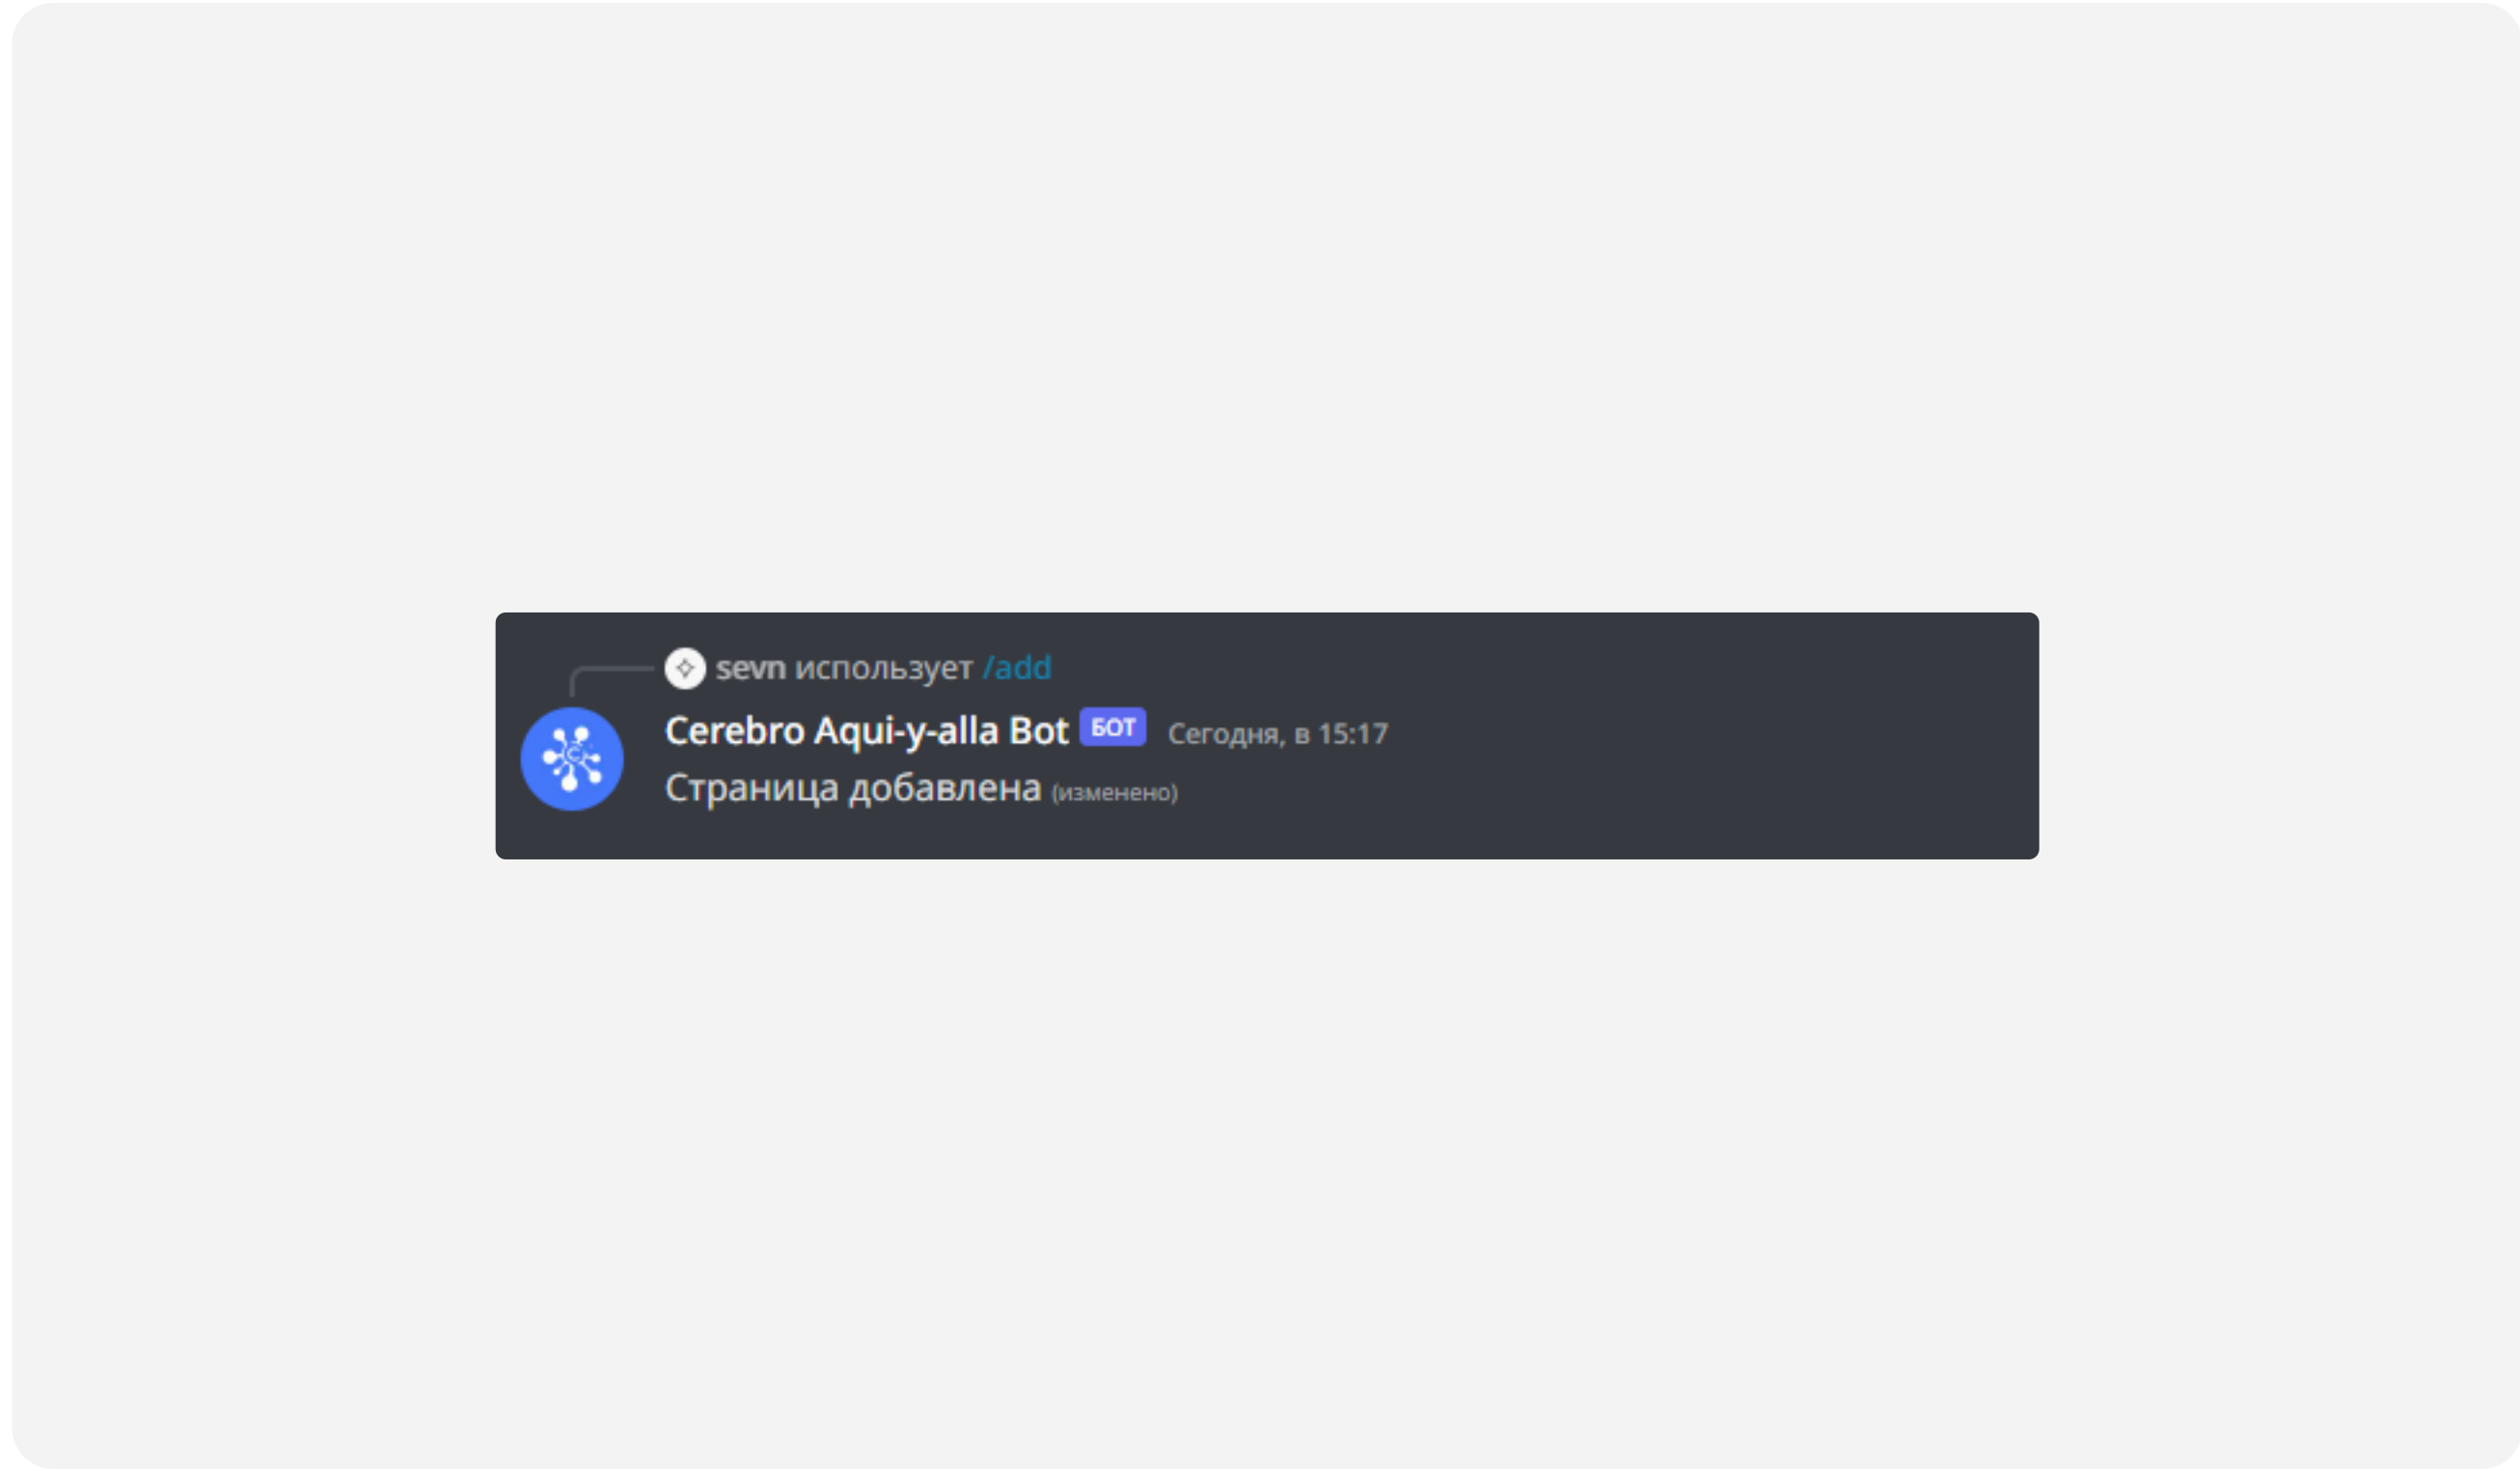 sevn использует /add
Cerebro Aqui-y-alla Bot БОТ Сегодня, в 15:17
Страница добавлена (изменено)